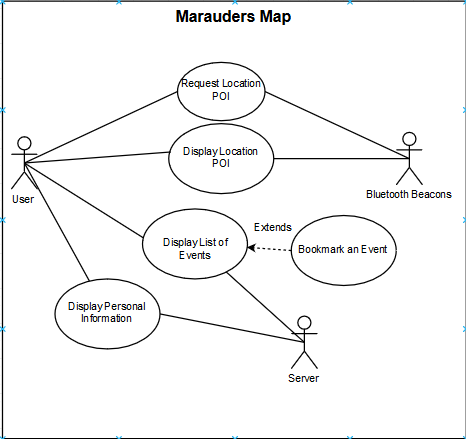 Marauders Map
Request Location
POI
Display Location
POI
User
Bluetooth Beacons
Extends
Display List of
Events
Bookmark an Event
Display Personal
Information
Server